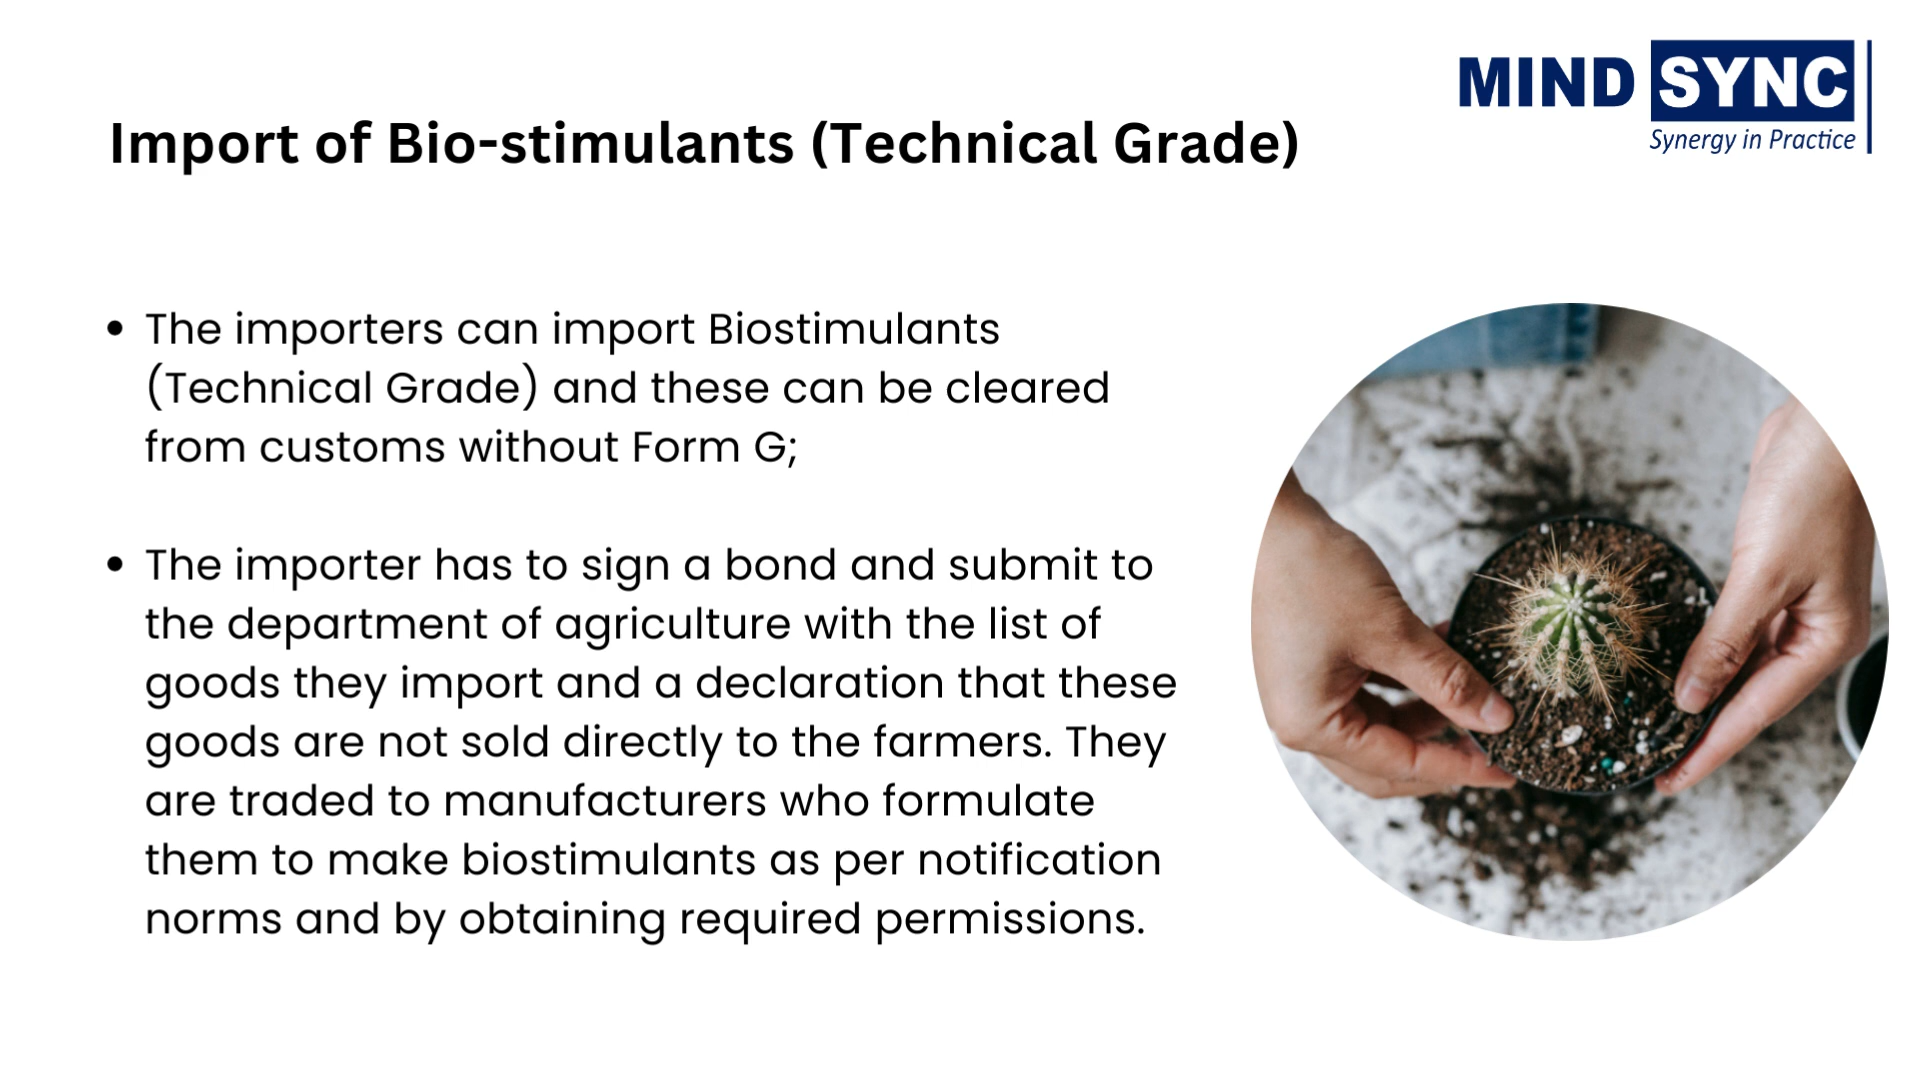 MIND SYNC
Synergy in Practice
Import of Bio-stimulants (Technical Grade)
• The importers can import Biostimulants
(Technical Grade) and these can be cleared
from customs without Form G;
• The importer has to sign a bond and submit to
the department of agriculture with the list of
goods they import and a declaration that these
goods are not sold directly to the farmers. They
are traded to manufacturers who formulate
them to make biostimulants as per notification
norms and by obtaining required permissions.